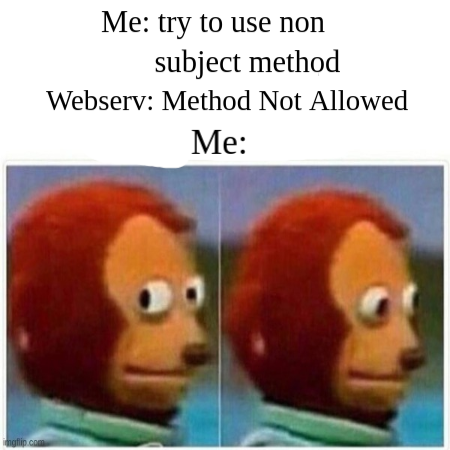 Me: try to use non
subject method
Webserv: Method Not Allowed
Me:
imgflip.com